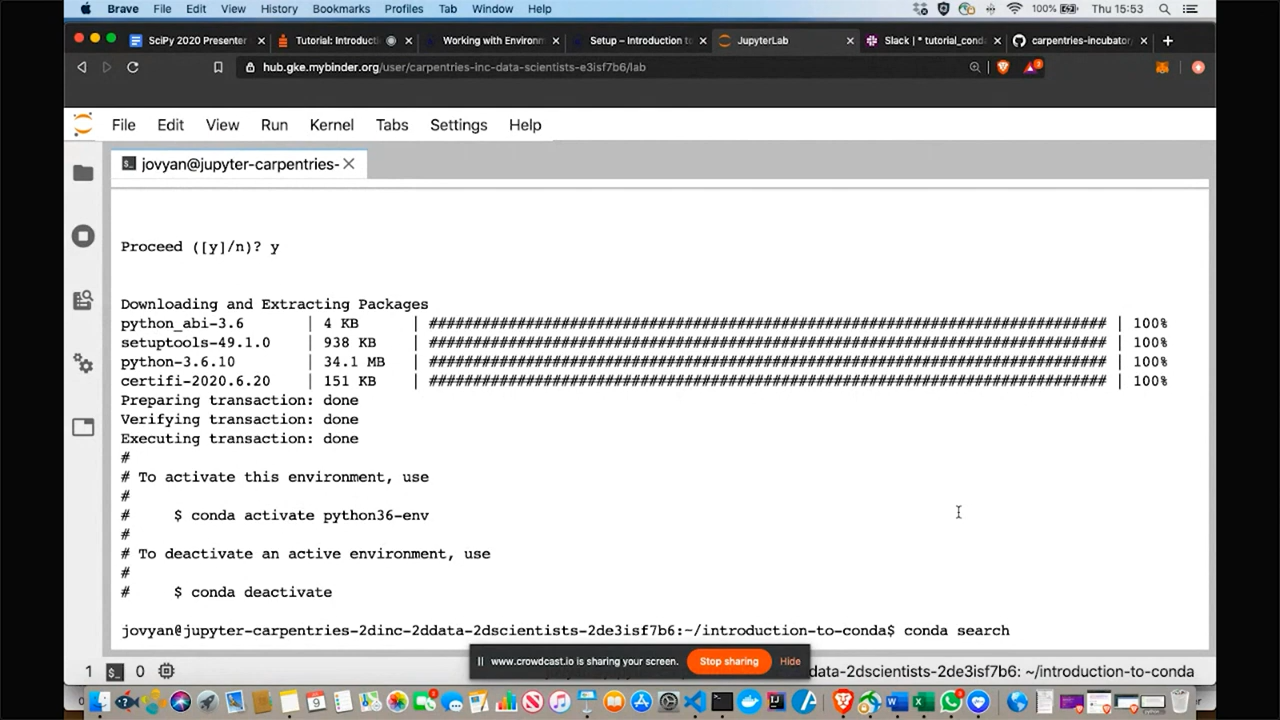 Brave File Edit View History Bookmarks Profiles Tab Window Help 100% Thu 15:53
SciPy 2020 Presenter Tutorial: Introducti Working with Environm Setup – Introduction to JupyterLab Slack | * tutorial_cond carpentries-incubator/
hub.gke.mybinder.org/user/carpentries-inc-data-scientists-e3isf7b6/lab
File Edit View Run Kernel Tabs Settings Help
jovyan@jupyter-carpentries-
Proceed ([y]/n)? y
Downloading and Extracting Packages
python_abi-3.6 | 4 KB | ############################################################################# | 100%
setuptools-49.1.0 | 938 KB | ############################################################################# | 100%
python-3.6.10 | 34.1 MB | ############################################################################# | 100%
certifi-2020.6.20 | 151 KB | ############################################################################# | 100%
Preparing transaction: done
Verifying transaction: done
Executing transaction: done
#
# To activate this environment, use
#
# $ conda activate python36-env
#
# To deactivate an active environment, use
#
# $ conda deactivate
jovyan@jupyter-carpentries-2dinc-2ddata-2dscientists-2de3isf7b6:~/introduction-to-conda$ conda search
www.crowdcast.io is sharing your screen. Stop sharing Hide
1 0 data-2dscientists-2de3isf7b6: ~/introduction-to-conda